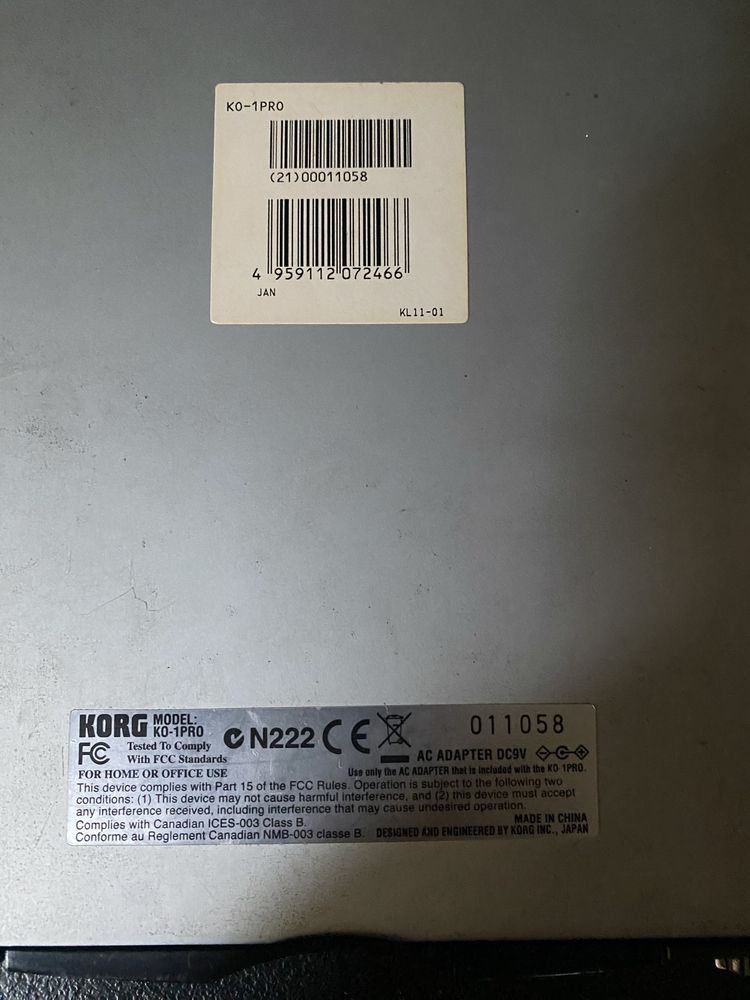 KO-1PRO
(21)00011058
4 959112 072466
JAN
KL11-01
KORG MODEL: KO-1PRO
N222 CE 011058
FC Tested To Comply With FCC Standards
AC ADAPTER DC9V
FOR HOME OR OFFICE USE
Use only the AC ADAPTER that is included with the KO-1PRO.
This device complies with Part 15 of the FCC Rules. Operation is subject to the following two
conditions: (1) This device may not cause harmful interference, and (2) this device must accept
any interference received, including interference that may cause undesired operation.
Complies with Canadian ICES-003 Class B.
MADE IN CHINA
Conforme au Reglement Canadien NMB-003 classe B.
DESIGNED AND ENGINEERED BY KORG INC., JAPAN